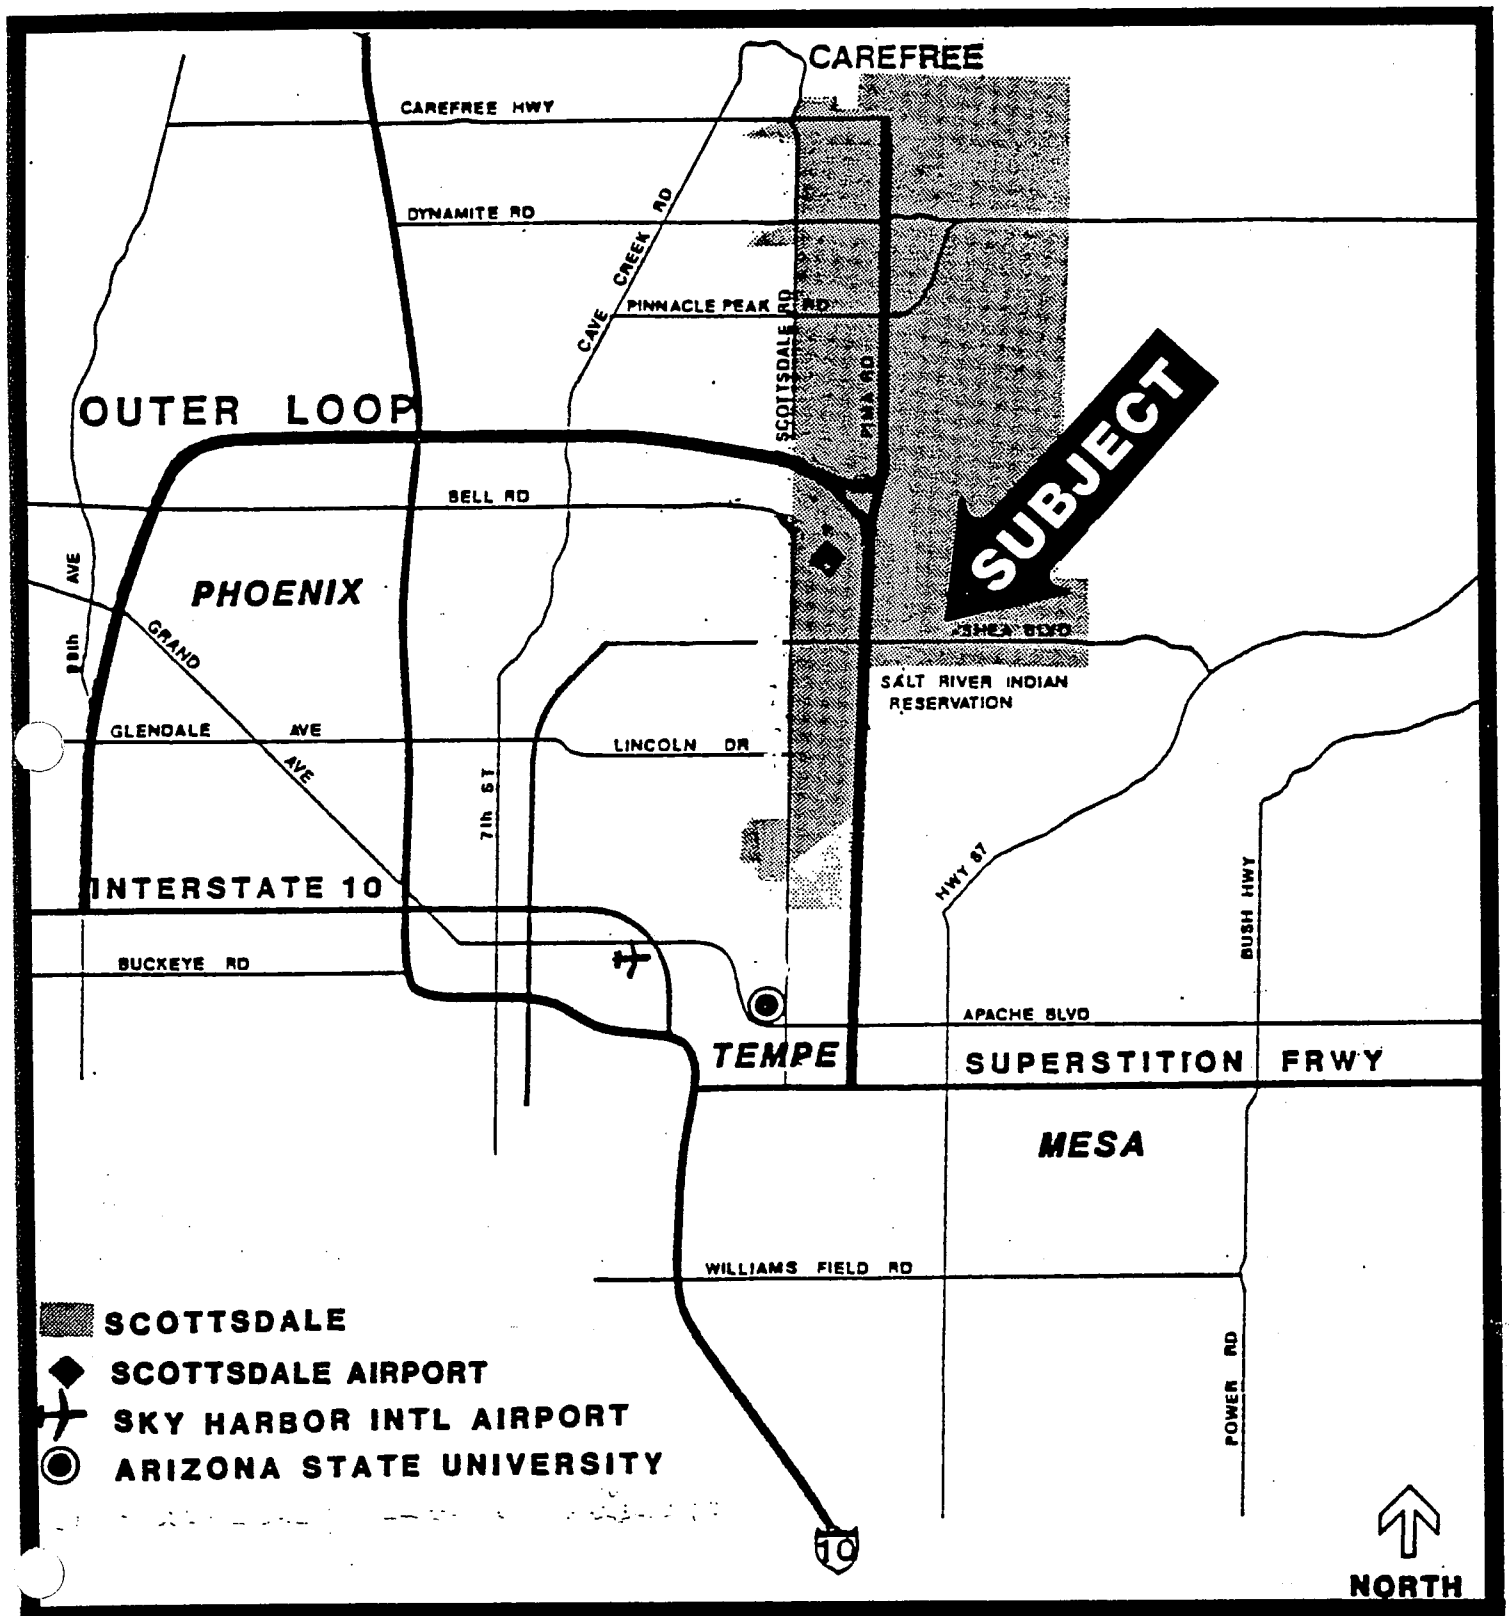 CAREFREE
CAREFREE HWY
DYNAMITE RD
CAVE CREEK RD
PINNACLE PEAK RD
SCOTTSDALE RD
PIMA RD
OUTER LOOP
SUBJECT
BELL RD
PHOENIX
AVE
GRAND
SHEA BLVD
SALT RIVER INDIAN
RESERVATION
GLENDALE AVE
LINCOLN DR
AVE
7th ST
INTERSTATE 10
HWY 87
BUSH HWY
BUCKEYE RD
APACHE BLVD
TEMPE
SUPERSTITION FRWY
MESA
WILLIAMS FIELD RD
POWER RD
SCOTTSDALE
SCOTTSDALE AIRPORT
SKY HARBOR INTL AIRPORT
ARIZONA STATE UNIVERSITY
10
NORTH